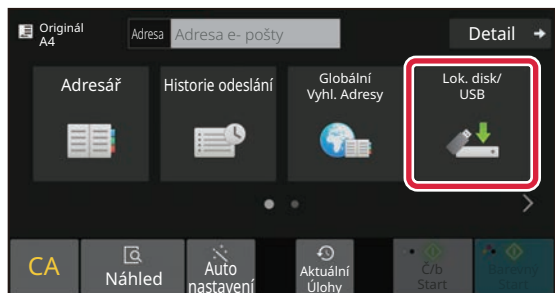 Originál
A4
Adresa
Adresa e- pošty
Detail
Adresář
Historie odeslání
Globální
Vyhl. Adresy
Lok. disk/
USB
CA
Náhled
Auto
nastavení
Aktuální
Úlohy
Č/b
Start
Barevný
Start